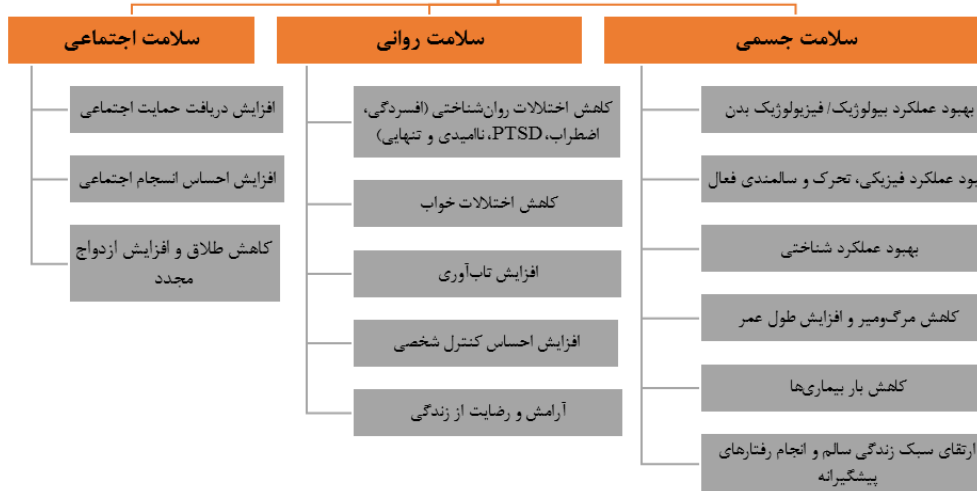 سلامت جسمی
بهبود عملکرد بیولوژیک/ فیزیولوژیک بدن
عملکرد فیزیکی، تحرک و سالمندی فعال
بهبود عملکرد شناختی
کاهش مرگ‌ومیر و افزایش طول عمر
کاهش بار بیماری‌ها
ارتقای سبک زندگی سالم و انجام رفتارهای
پیشگیرانه
سلامت روانی
کاهش اختلالات روان‌شناختی (افسردگی،
اضطراب، PTSD، ناامیدی و تنهایی)
کاهش اختلالات خواب
افزایش تاب‌آوری
افزایش احساس کنترل شخصی
آرامش و رضایت از زندگی
سلامت اجتماعی
افزایش دریافت حمایت اجتماعی
افزایش احساس انسجام اجتماعی
کاهش طلاق و افزایش ازدواج
مجدد